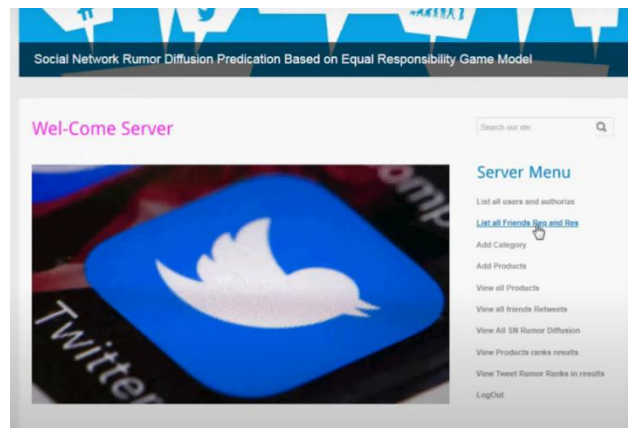 Social Network Rumor Diffusion Predication Based on Equal Responsibility Game Model
Wel-Come Server
Search our site
Server Menu
List all users and authorize
List all Friends Req and Res
Add Category
Add Products
View all Products
View all friends Retweets
View All SN Rumor Diffusion
View Products ranks results
View Tweet Rumor Ranks in results
LogOut
comp
Twitter